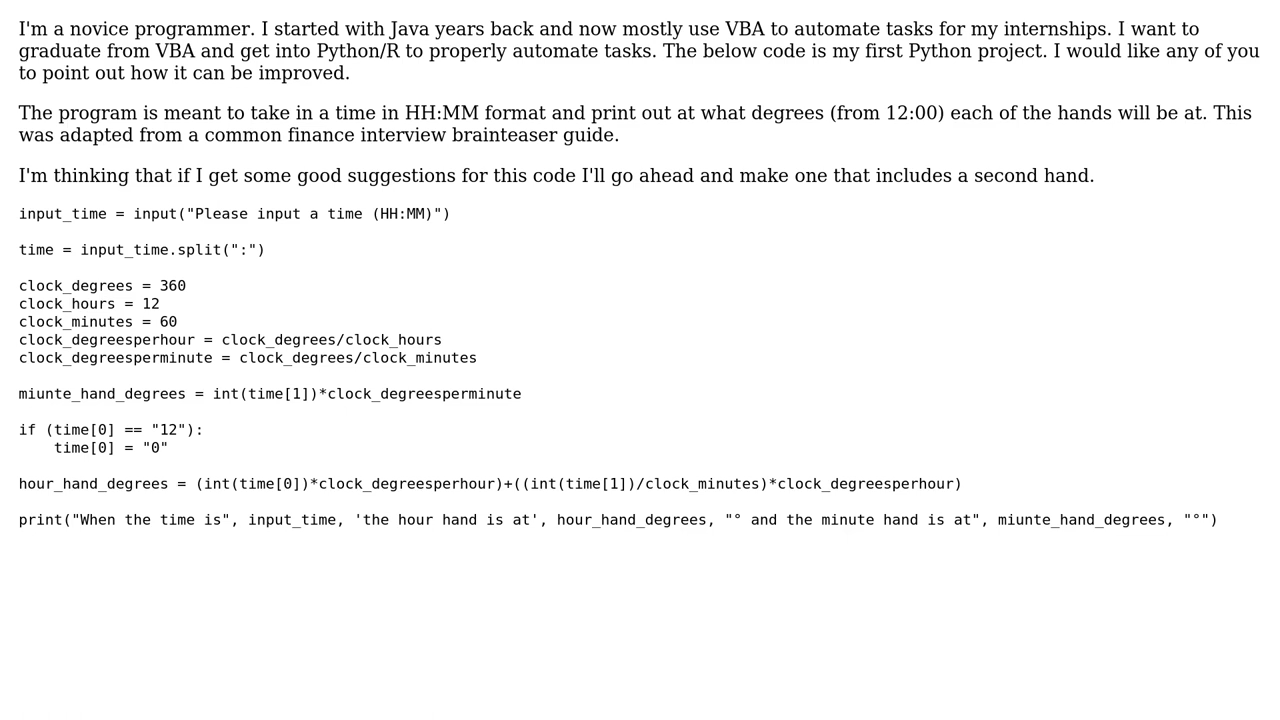 I'm a novice programmer. I started with Java years back and now mostly use VBA to automate tasks for my internships. I want to
graduate from VBA and get into Python/R to properly automate tasks. The below code is my first Python project. I would like any of you
to point out how it can be improved.
The program is meant to take in a time in HH:MM format and print out at what degrees (from 12:00) each of the hands will be at. This
was adapted from a common finance interview brainteaser guide.
I'm thinking that if I get some good suggestions for this code I'll go ahead and make one that includes a second hand.
input_time = input("Please input a time (HH:MM)")
time = input_time.split(":")
clock_degrees = 360
clock_hours = 12
clock_minutes = 60
clock_degreesperhour = clock_degrees/clock_hours
clock_degreesperminute = clock_degrees/clock_minutes
miunte_hand_degrees = int(time[1])*clock_degreesperminute
if (time[0] == "12"):
    time[0] = "0"
hour_hand_degrees = (int(time[0])*clock_degreesperhour)+((int(time[1])/clock_minutes)*clock_degreesperhour)
print("When the time is", input_time, 'the hour hand is at', hour_hand_degrees, "° and the minute hand is at", miunte_hand_degrees, "°")